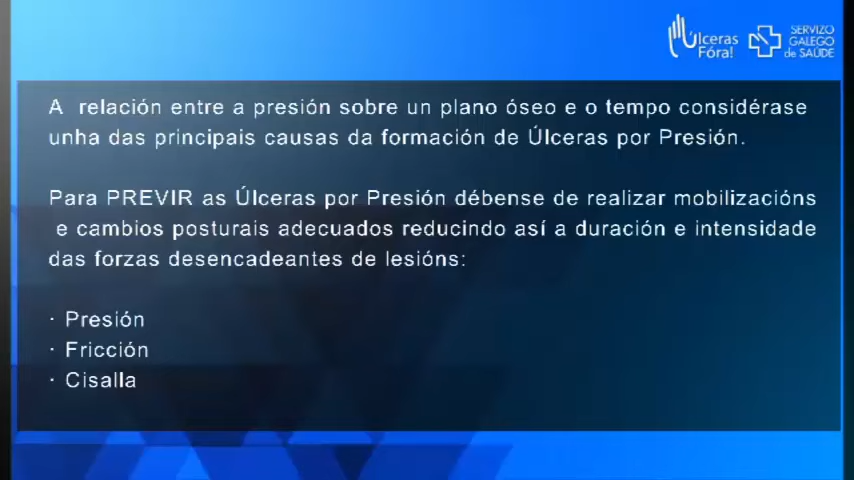 Úlceras
Fóra!
SERVIZO
GALEGO
de SAÚDE
A relación entre a presión sobre un plano óseo e o tempo considérase
unha das principais causas da formación de Úlceras por Presión.
Para PREVIR as Úlceras por Presión débense de realizar mobilizacións
e cambios posturais adecuados reducindo así a duración e intensidade
das forzas desencadeantes de lesións:
· Presión
· Fricción
· Cisalla